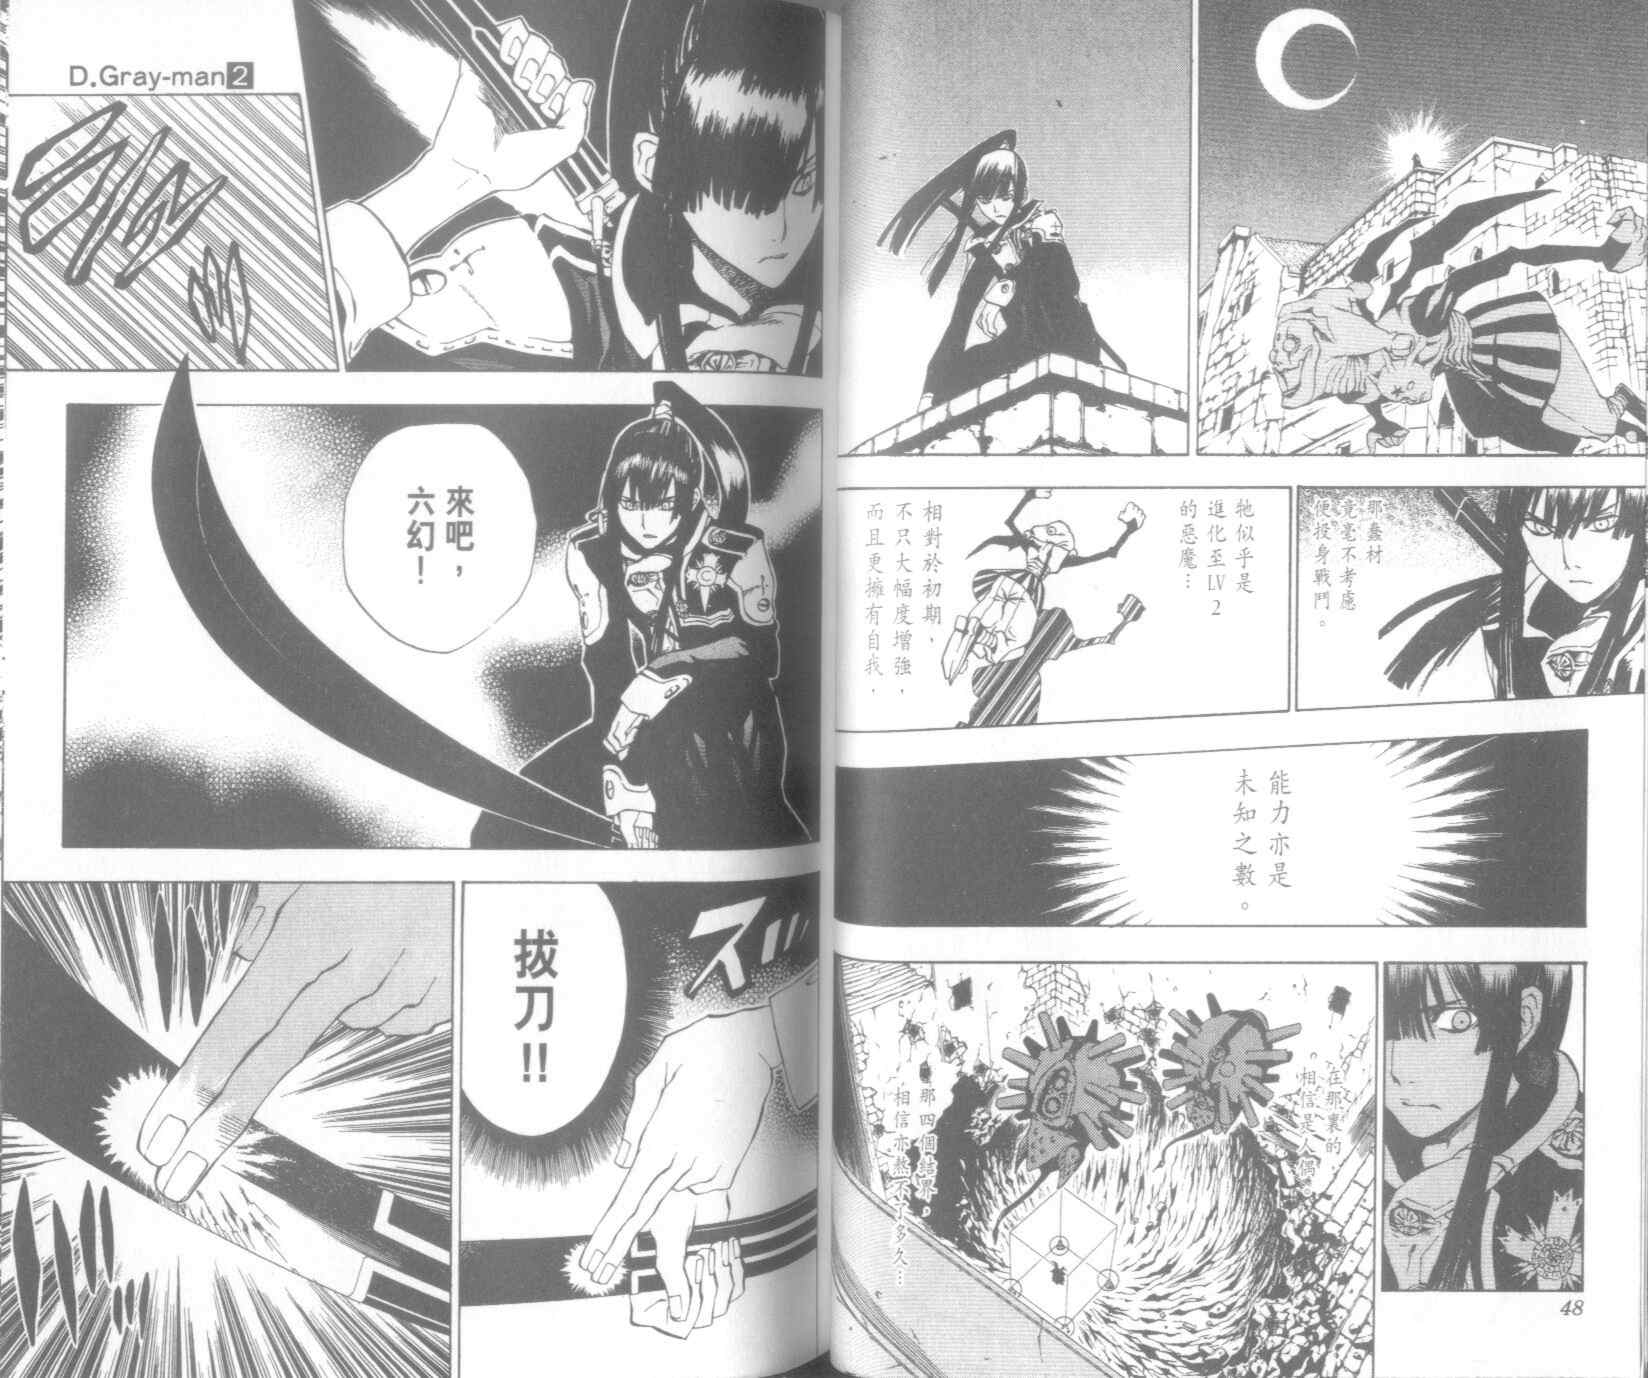 那蠢材
竟毫不考慮
便投身戰鬥。
牠似乎是
進化至LV2
的惡魔…
相對於初期，
不只大幅度增強，
而且更擁有自我，
能力亦是
未知之數。
在那裏的，
相信是人偶。
那四個結界，
相信亦熬不了多久…
48
D.Gray-man2
來吧，
六幻！
ズッ
拔刀!!